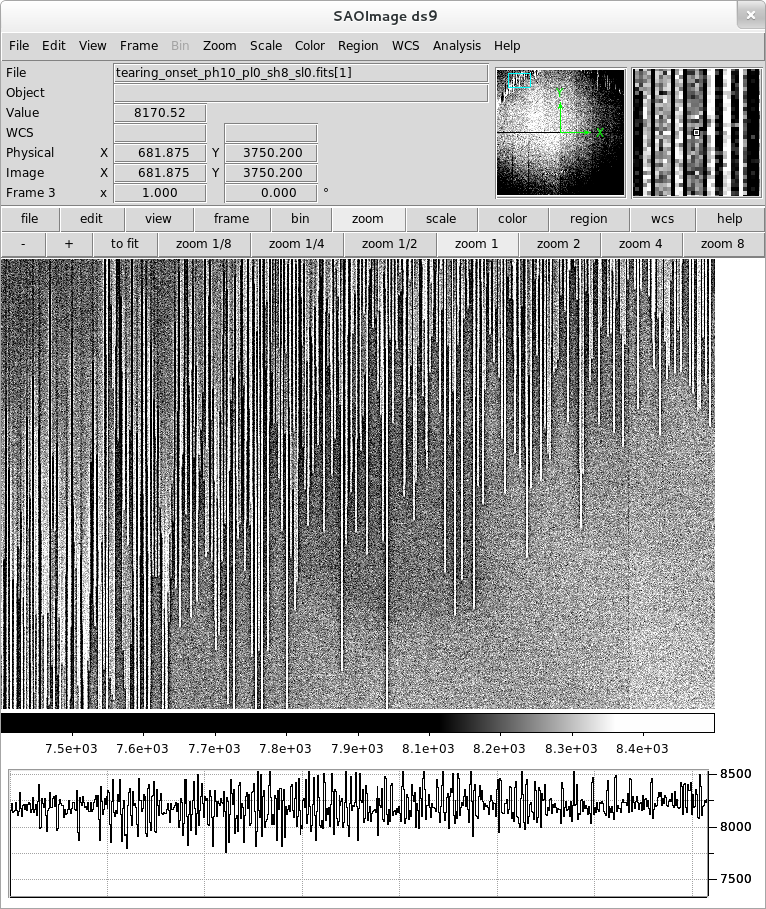 SAOImage ds9
File Edit View Frame Bin Zoom Scale Color Region WCS Analysis Help
File tearing_onset_ph10_pl0_sh8_sl0.fits[1]
Object
Value 8170.52
WCS
Physical X 681.875 Y 3750.200
Image X 681.875 Y 3750.200
Frame 3 x 1.000 0.000 °
Y
X
file edit view frame bin zoom scale color region wcs help
- + to fit zoom 1/8 zoom 1/4 zoom 1/2 zoom 1 zoom 2 zoom 4 zoom 8
7.5e+03 7.6e+03 7.7e+03 7.8e+03 7.9e+03 8.1e+03 8.2e+03 8.3e+03 8.4e+03
8500
8000
7500